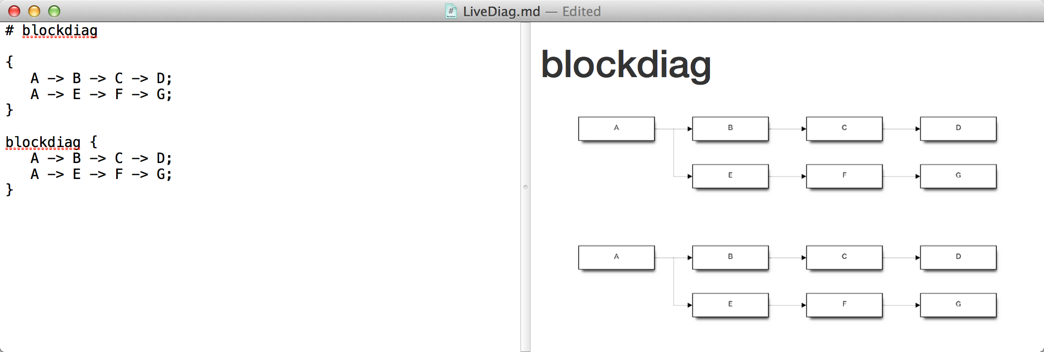 LiveDiag.md — Edited
# blockdiag
{
A -> B -> C -> D;
A -> E -> F -> G;
}
blockdiag {
A -> B -> C -> D;
A -> E -> F -> G;
}
blockdiag
A B C D
E F G
A B C D
E F G